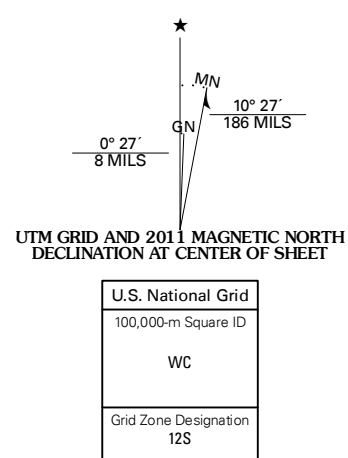 ★
MN
GN
10° 27´
186 MILS
0° 27´
8 MILS
UTM GRID AND 2011 MAGNETIC NORTH
DECLINATION AT CENTER OF SHEET
U.S. National Grid
100,000-m Square ID
WC
Grid Zone Designation
12S